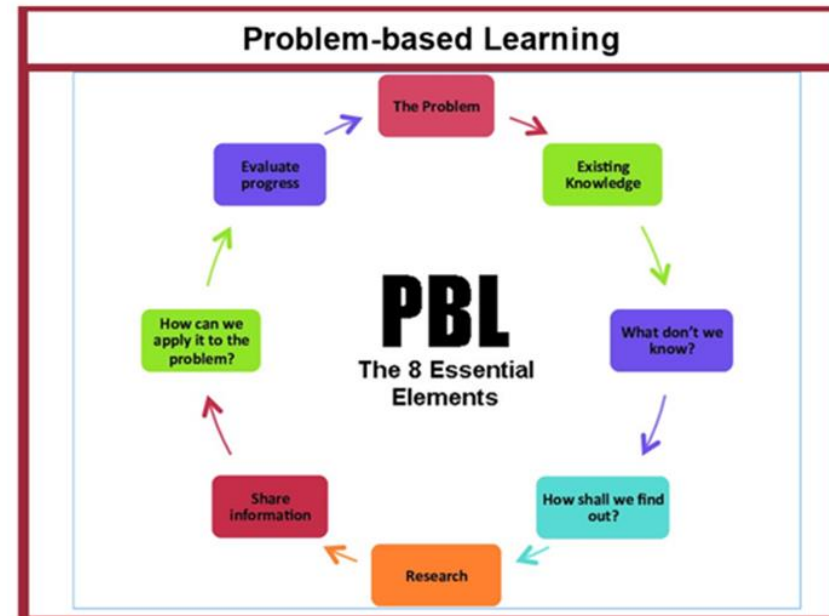 Problem-based Learning
The Problem
Existing
Knowledge
What don't we
know?
How shall we find
out?
Research
Share
information
How can we
apply it to the
problem?
Evaluate
progress
PBL
The 8 Essential
Elements